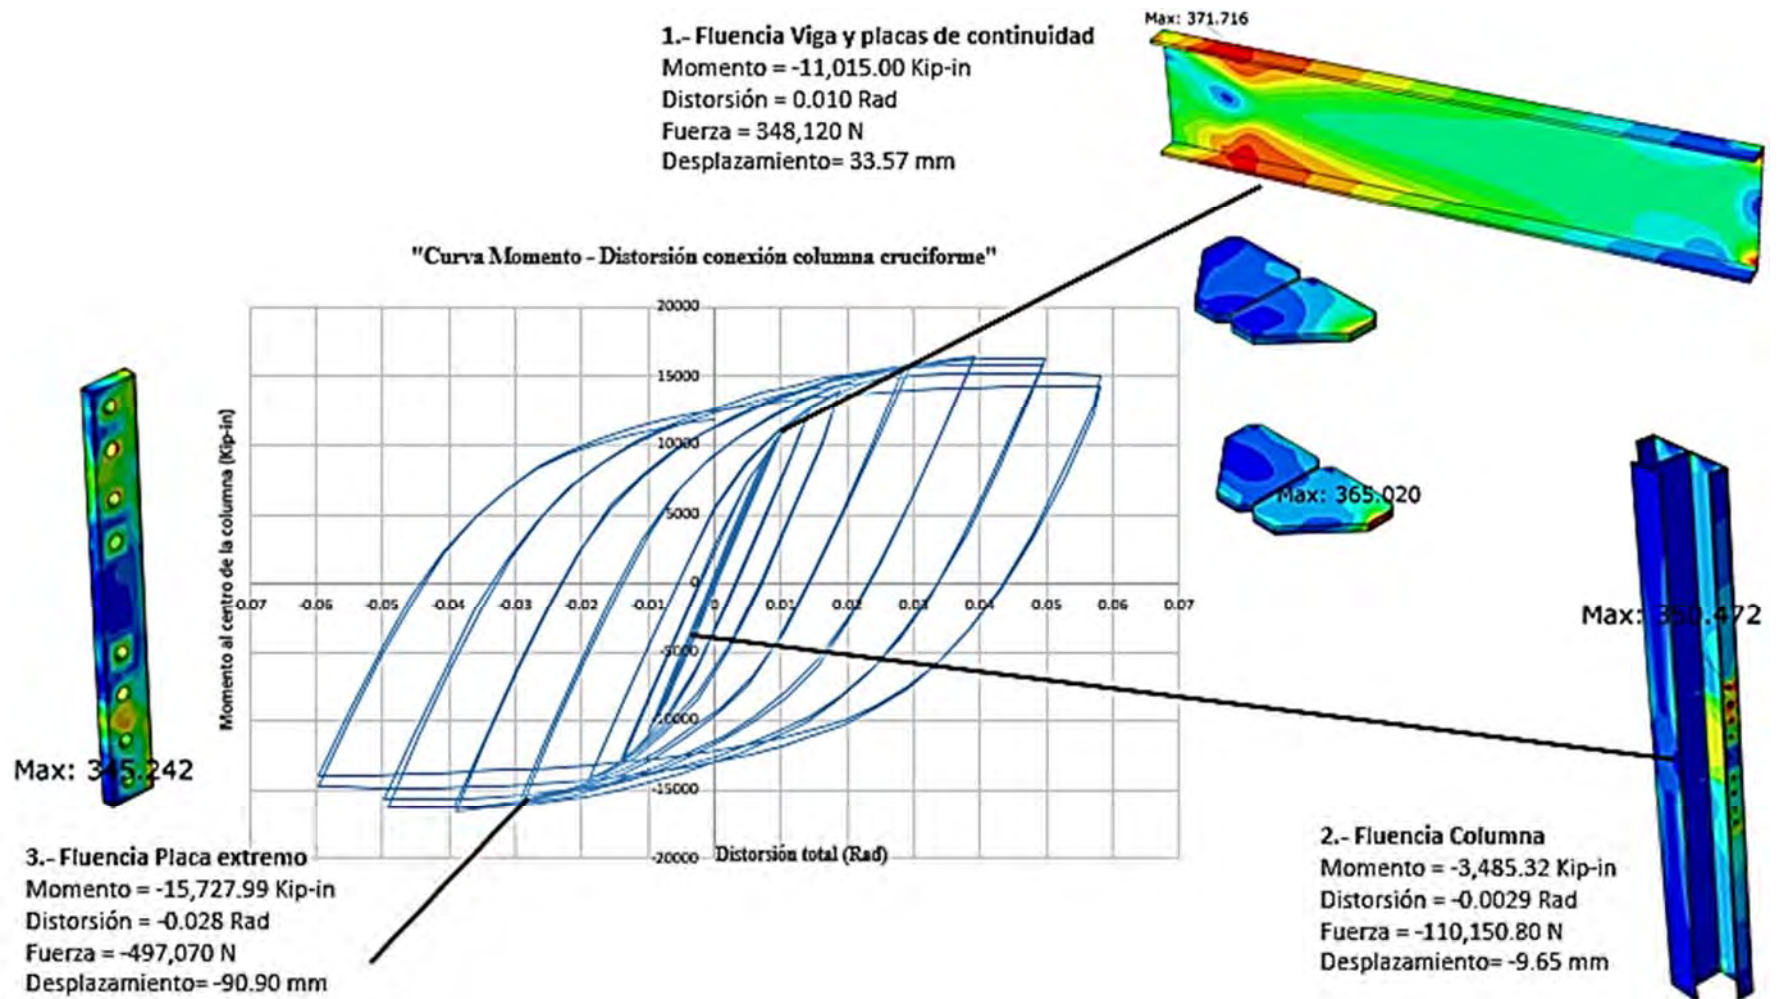 1.- Fluencia Viga y placas de continuidad
Momento = -11,015.00 Kip-in
Distorsión = 0.010 Rad
Fuerza = 348,120 N
Desplazamiento= 33.57 mm
Max: 371.716
"Curva Momento - Distorsión conexión columna cruciforme"
Momento al centro de la columna (Kip-in)
20000
15000
10000
5000
0
-5000
-10000
-15000
-20000
-0.07 -0.06 -0.05 -0.04 -0.03 -0.02 -0.01 0 0.01 0.02 0.03 0.04 0.05 0.06 0.07
Distorsión total (Rad)
Max: 365.020
Max: 350.472
Max: 345.242
3.- Fluencia Placa extremo
Momento = -15,727.99 Kip-in
Distorsión = -0.028 Rad
Fuerza = -497,070 N
Desplazamiento= -90.90 mm
2.- Fluencia Columna
Momento = -3,485.32 Kip-in
Distorsión = -0.0029 Rad
Fuerza = -110,150.80 N
Desplazamiento= -9.65 mm